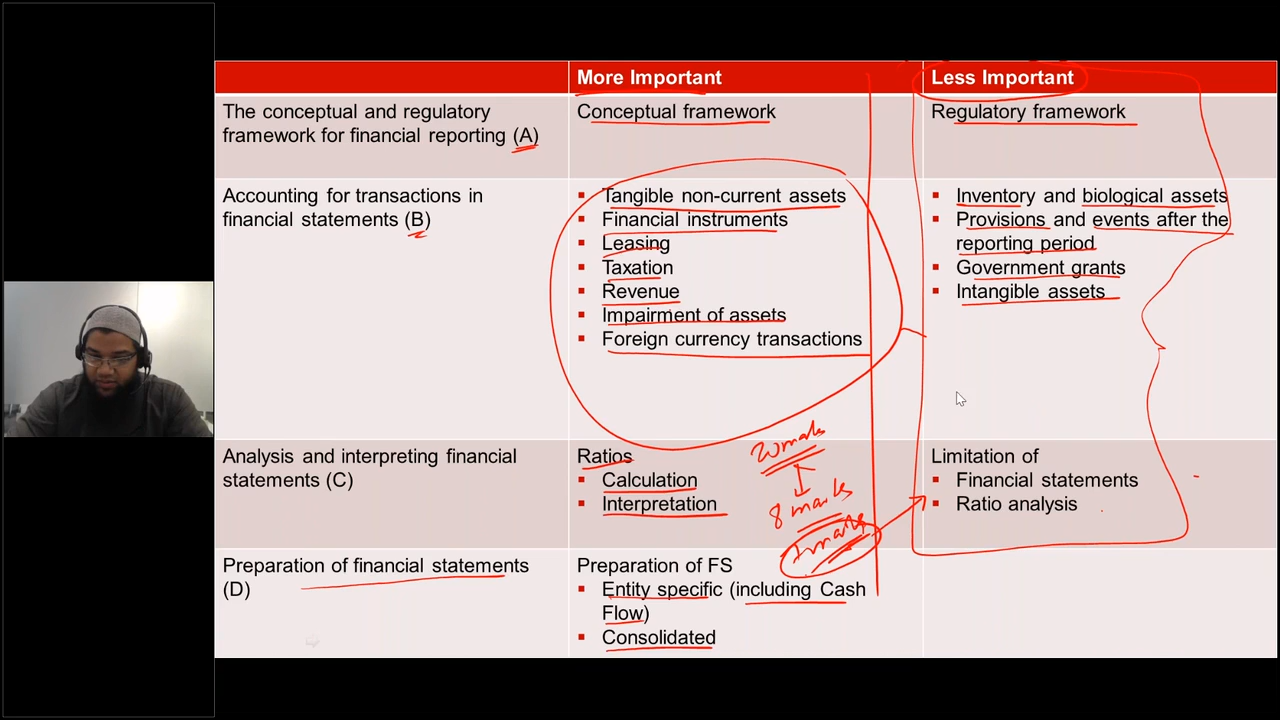 More Important
Less Important
The conceptual and regulatory
framework for financial reporting (A)
Conceptual framework
Regulatory framework
Accounting for transactions in
financial statements (B)
▪ Tangible non-current assets
▪ Financial instruments
▪ Leasing
▪ Taxation
▪ Revenue
▪ Impairment of assets
▪ Foreign currency transactions
▪ Inventory and biological assets
▪ Provisions and events after the
reporting period
▪ Government grants
▪ Intangible assets
Analysis and interpreting financial
statements (C)
Ratios
▪ Calculation
▪ Interpretation
20 marks
8 marks
marks
Limitation of
▪ Financial statements
▪ Ratio analysis
Preparation of financial statements
(D)
Preparation of FS
▪ Entity specific (including Cash
Flow)
▪ Consolidated